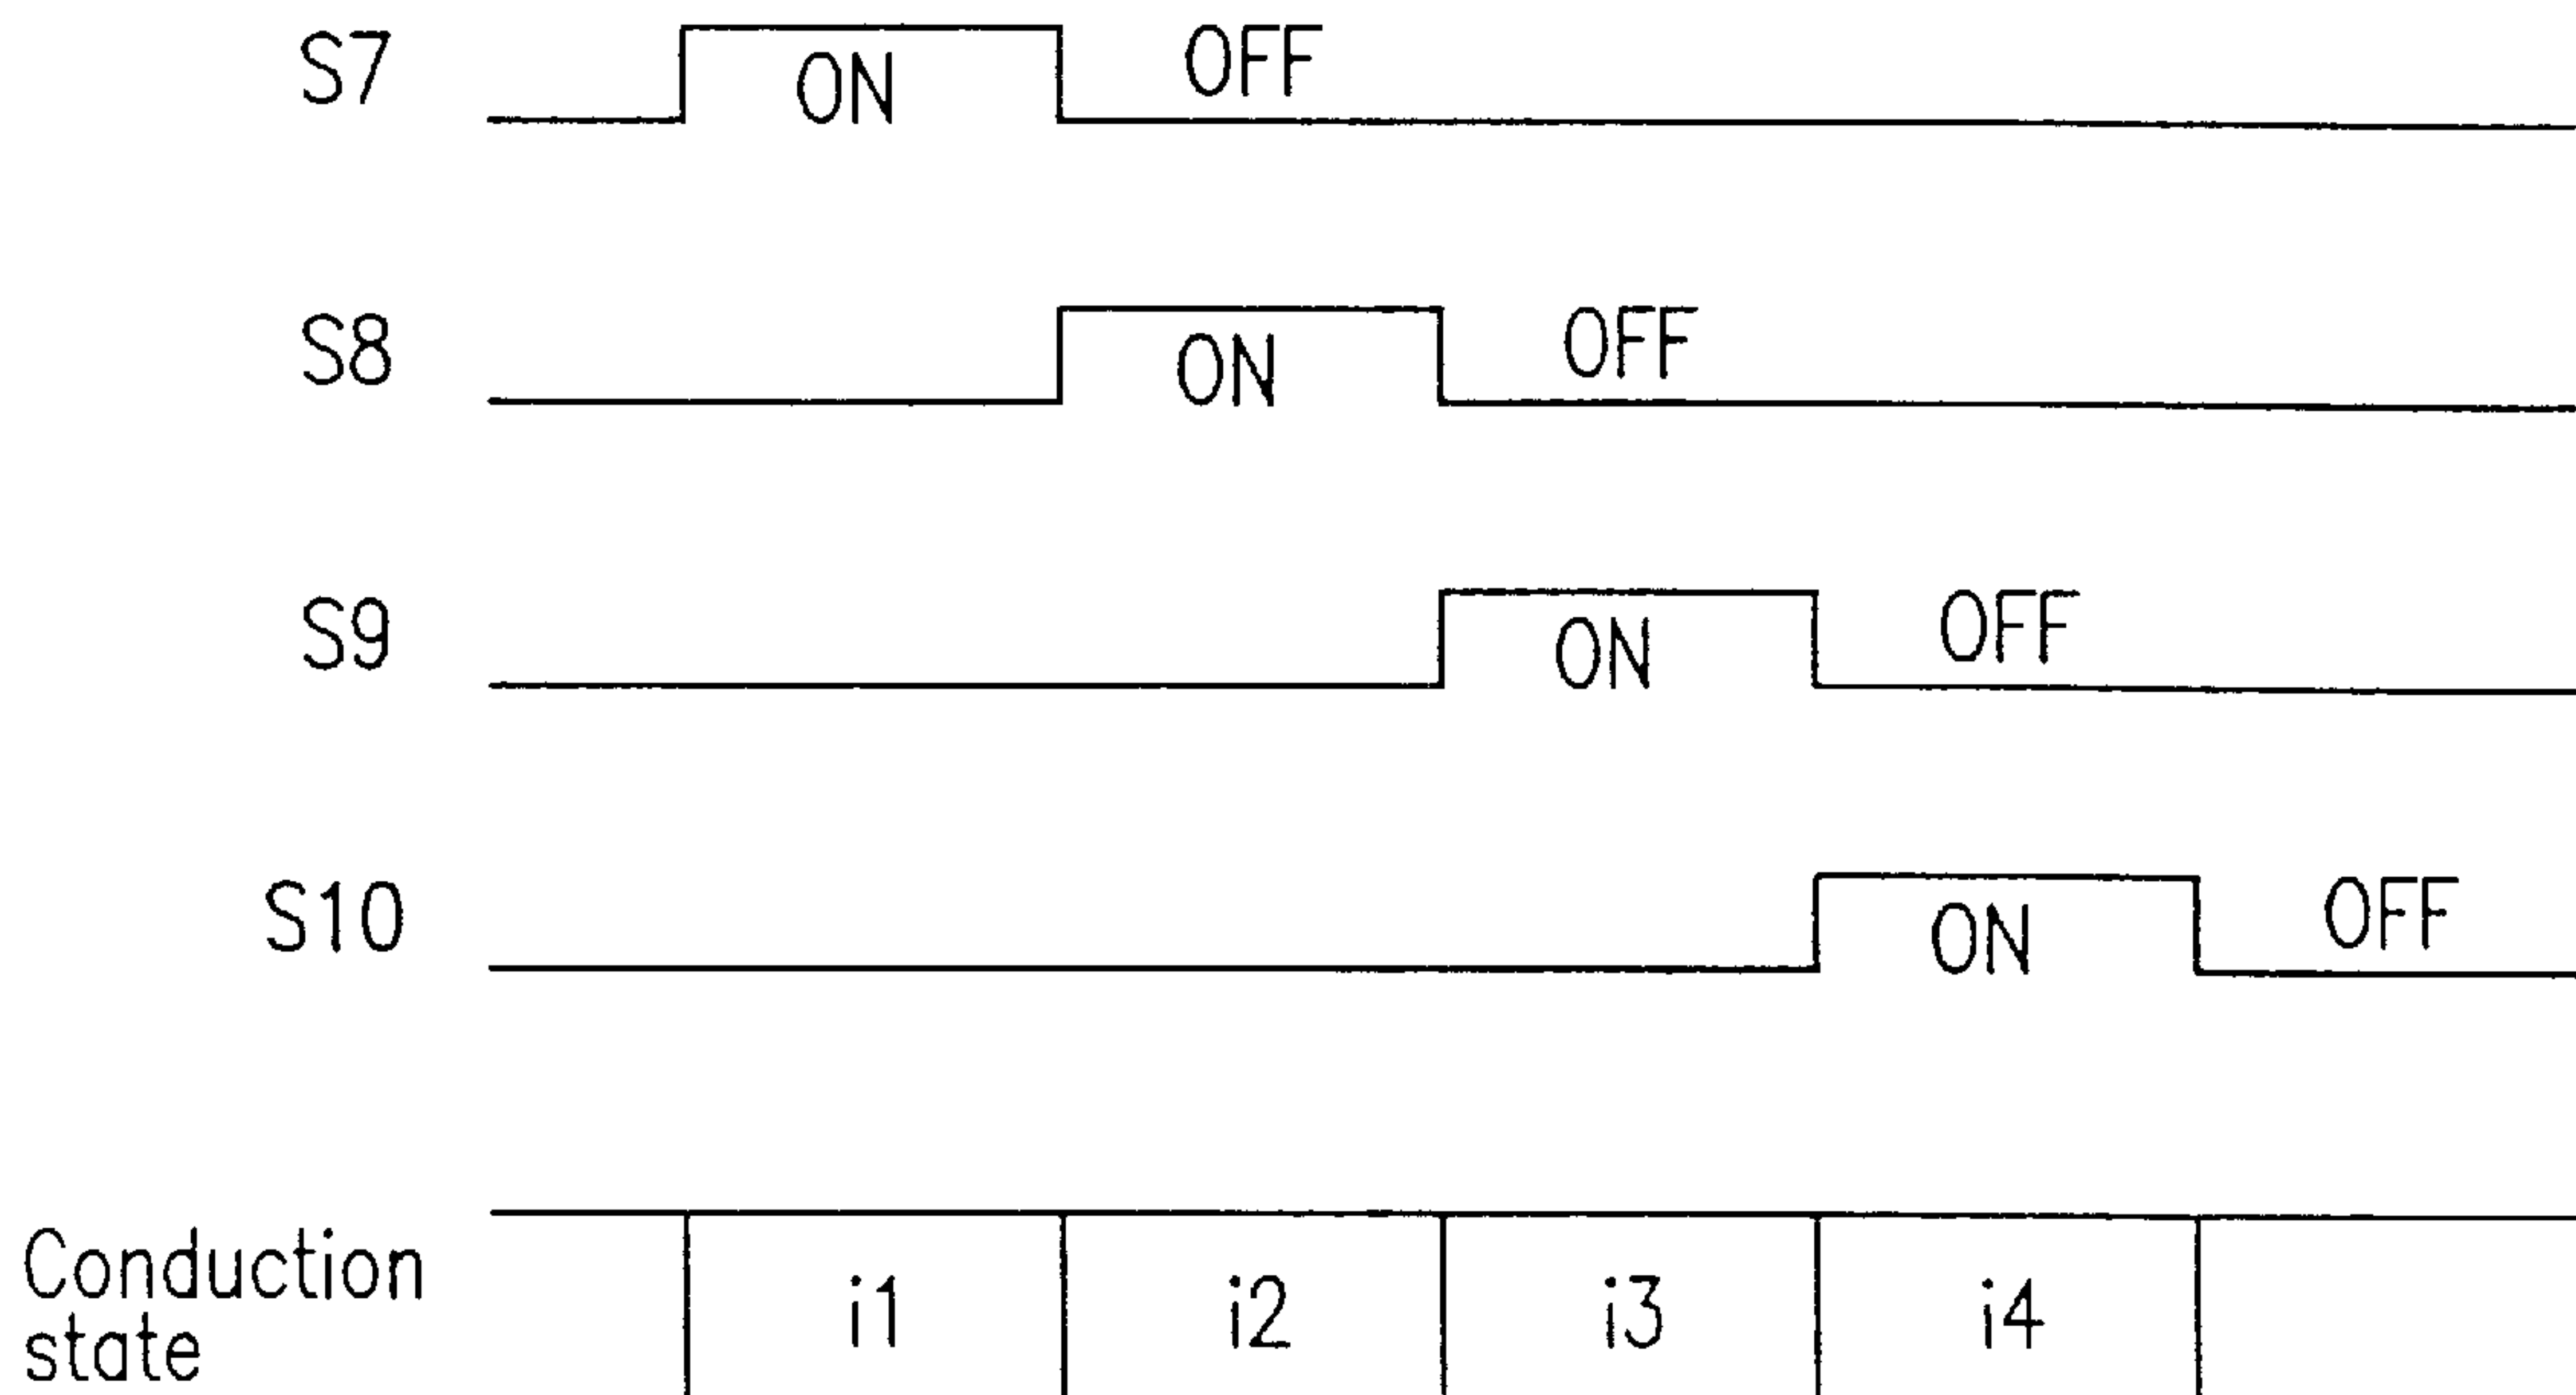 S7 ON OFF
S8 ON OFF
S9 ON OFF
S10 ON OFF
Conduction
state
i1 i2 i3 i4